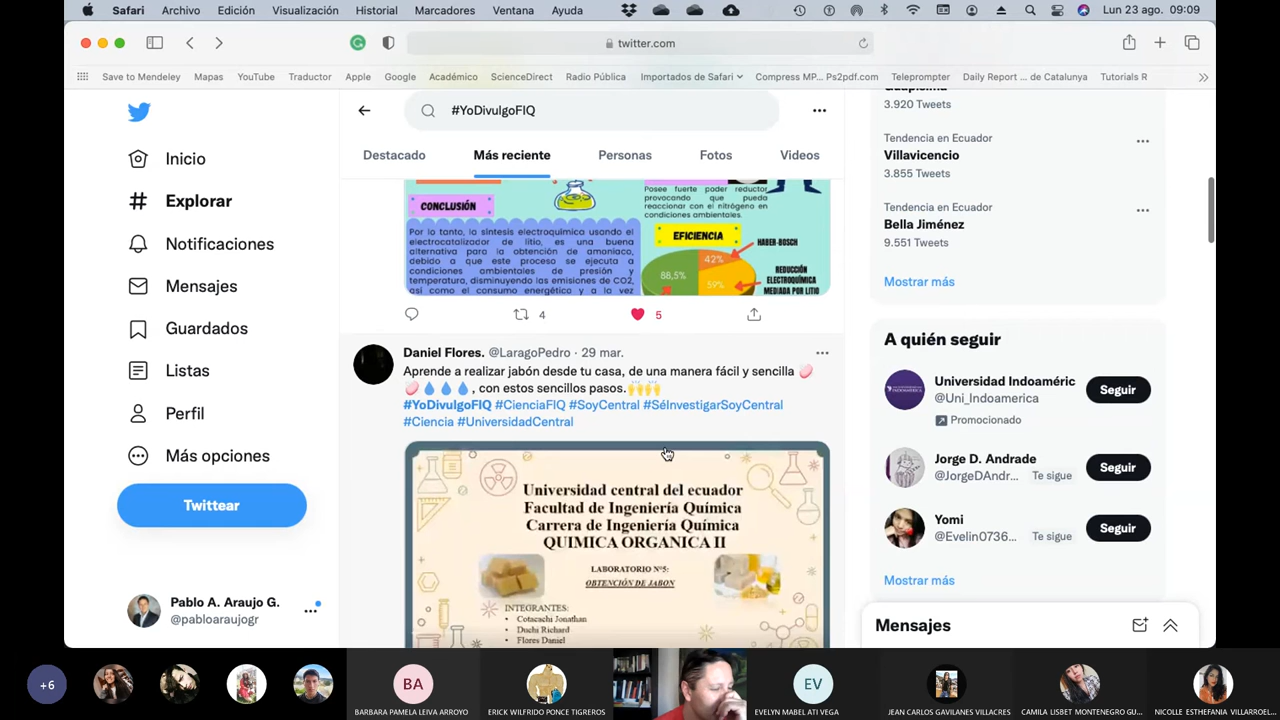 Safari Archivo Edición Visualización Historial Marcadores Ventana Ayuda Lun 23 ago. 09:09
twitter.com
Save to Mendeley Mapas YouTube Traductor Apple Google Académico ScienceDirect Radio Pública Importados de Safari Compress MP... Ps2pdf.com Teleprompter Daily Report ... de Catalunya Tutorials R
#YoDivulgoFIQ
Destacado Más reciente Personas Fotos Videos
Inicio
Explorar
Notificaciones
Mensajes
Guardados
Listas
Perfil
Más opciones
Twittear
Pablo A. Araujo G.
@pabloaraujogr
CONCLUSIÓN
Por lo tanto, la síntesis electroquímica usando el
electrocatalizador de litio, es una buena
alternativa para la obtención de amoniaco,
debido a que este proceso se ejecuta a
condiciones ambientales de presión y
temperatura, disminuyendo las emisiones de CO2,
así como el consumo energético y a la vez
Posee fuerte poder reductor
provocando que pueda
reaccionar con el nitrógeno en
condiciones ambientales.
EFICIENCIA
HABER-BOSCH
42%
88,5%
59%
REDUCCIÓN
ELECTROQUÍMICA
MEDIADA POR LITIO
4 5
Daniel Flores. @LaragoPedro · 29 mar.
Aprende a realizar jabón desde tu casa, de una manera fácil y sencilla
, con estos sencillos pasos.
#YoDivulgoFIQ #CienciaFIQ #SoyCentral #SéInvestigarSoyCentral
#Ciencia #UniversidadCentral
Universidad central del ecuador
Facultad de Ingeniería Química
Carrera de Ingeniería Química
QUIMICA ORGANICA II
LABORATORIO N°5:
OBTENCIÓN DE JABON
INTEGRANTES:
• Cotacachi Jonathan
• Duchi Richard
• Flores Daniel
3.920 Tweets
Tendencia en Ecuador
Villavicencio
3.855 Tweets
Tendencia en Ecuador
Bella Jiménez
9.551 Tweets
Mostrar más
A quién seguir
Universidad Indoaméric
@Uni_Indoamerica
Seguir
Promocionado
Jorge D. Andrade
@JorgeDAndr... Te sigue
Seguir
Yomi
@Evelin0736... Te sigue
Seguir
Mostrar más
Mensajes
+6
BA
EV
BARBARA PAMELA LEIVA ARROYO
ERICK WILFRIDO PONCE TIGREROS
EVELYN MABEL ATI VEGA
JEAN CARLOS GAVILANES VILLACRES
CAMILA LISBET MONTENEGRO GU...
NICOLLE ESTHEFANIA VILLARROEL...